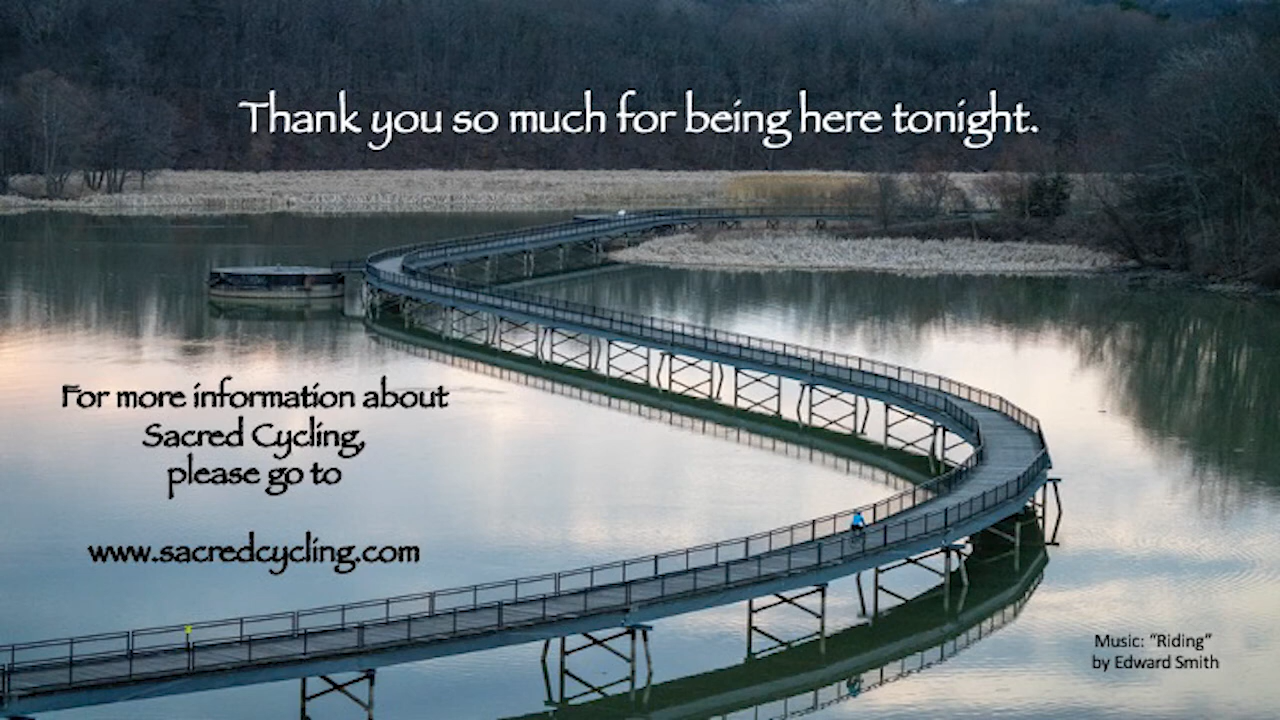 Thank you so much for being here tonight.
For more information about
Sacred Cycling,
please go to
www.sacredcycling.com
Music: “Riding”
by Edward Smith